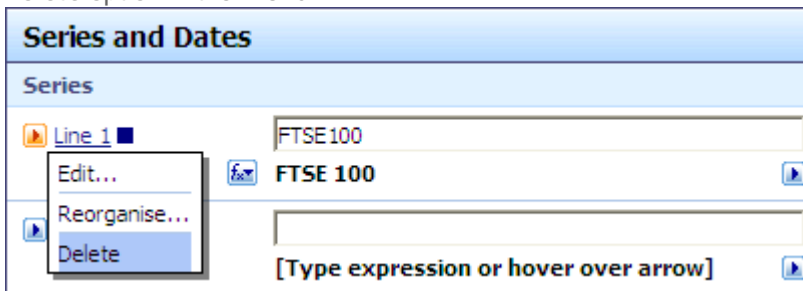 Series and Dates
Series
Line 1
FTSE100
Edit...
FTSE 100
Reorganise...
Delete
[Type expression or hover over arrow]